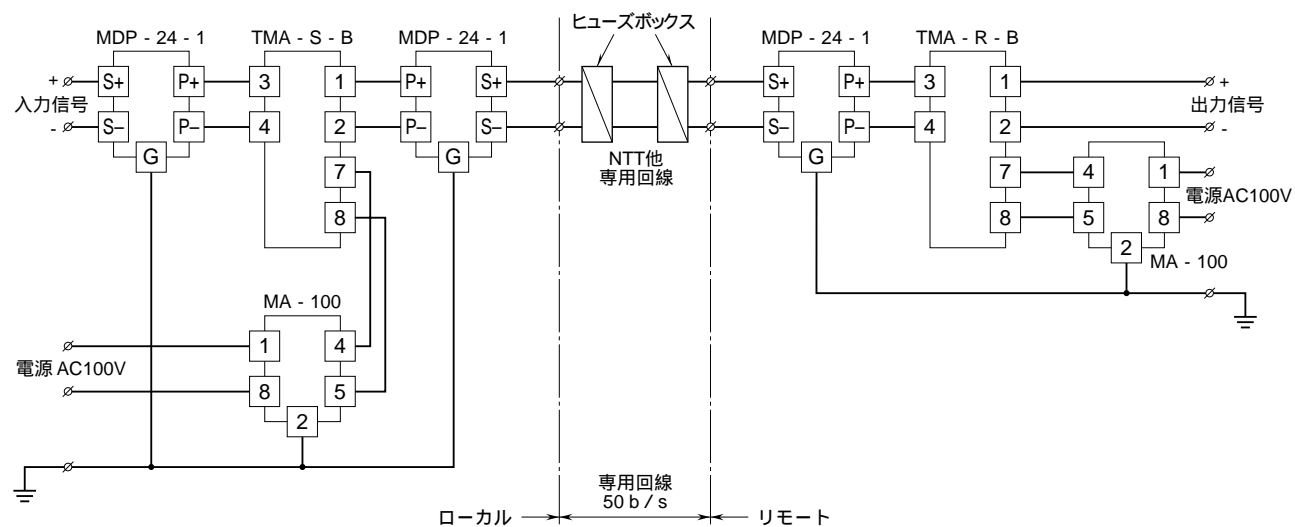 ヒューズボックス
MDP - 24 - 1
TMA - S - B
MDP - 24 - 1
MDP - 24 - 1
TMA - R - B
+
S+
P+
3
1
P+
S+
S+
P+
3
1
+
入力信号
出力信号
-
S−
P−
4
2
P−
S−
S−
P−
4
2
-
G
G
NTT他
専用回線
G
7
7
4
1
電源AC100V
8
8
5
8
2
MA - 100
MA - 100
1
4
電源 AC100V
8
5
2
専用回線
50 b / s
ローカル
リモート